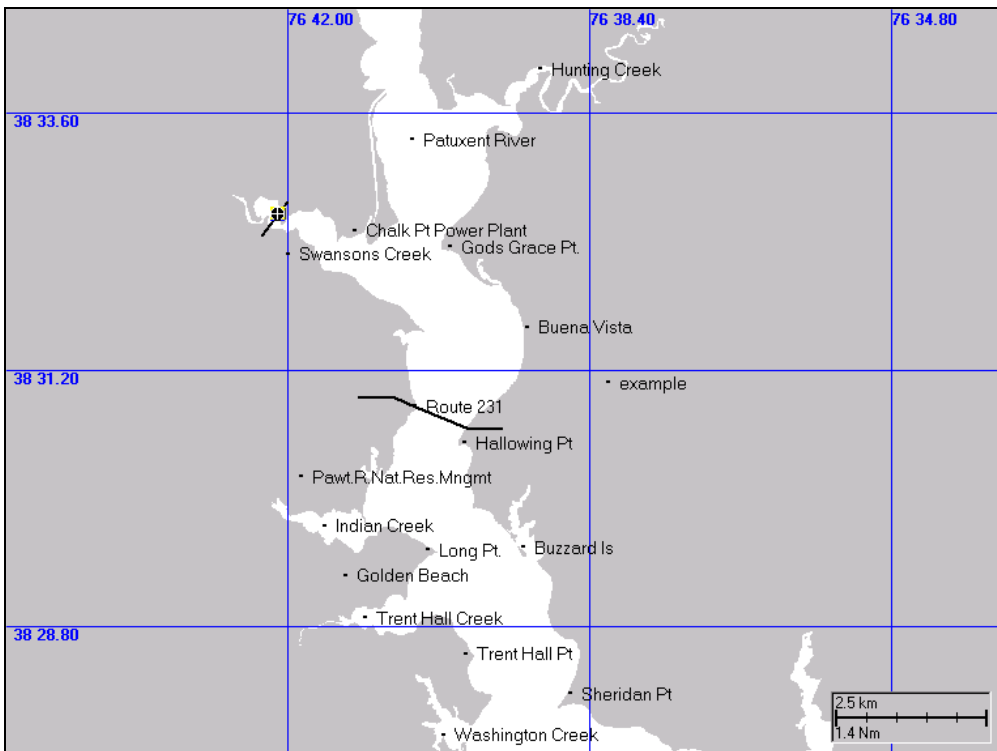 76 42.00
76 38.40
76 34.80
Hunting Creek
38 33.60
Patuxent River
Chalk Pt Power Plant
Gods Grace Pt.
Swansons Creek
Buena Vista
38 31.20
example
Route 231
Hallowing Pt
Pawt.R.Nat.Res.Mngmt
Indian Creek
Long Pt.
Buzzard Is
Golden Beach
Trent Hall Creek
38 28.80
Trent Hall Pt
Sheridan Pt
2.5 km
1.4 Nm
Washington Creek